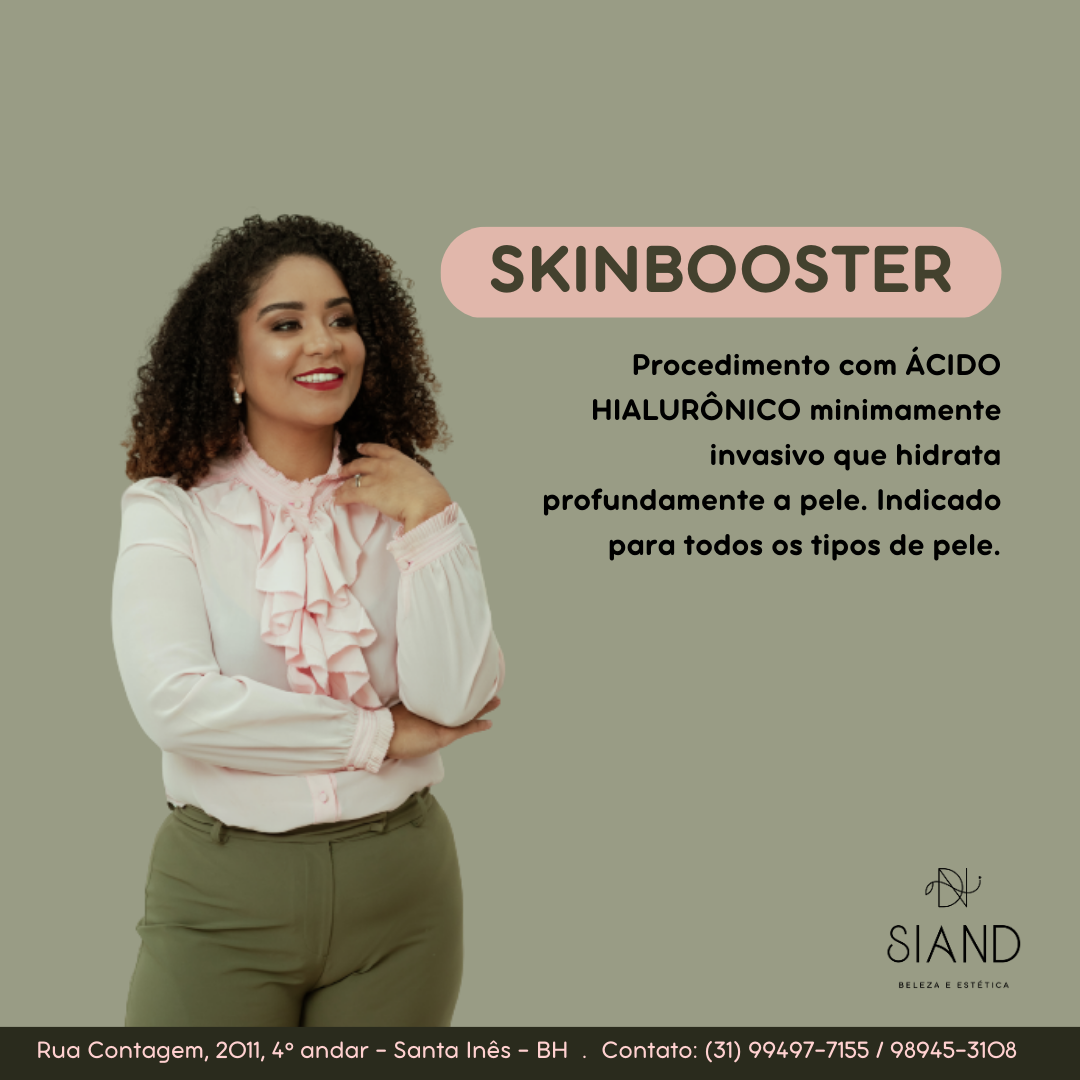 SKINBOOSTER
Procedimento com ÁCIDO
HIALURÔNICO minimamente
invasivo que hidrata
profundamente a pele. Indicado
para todos os tipos de pele.
SIAND
BELEZA E ESTÉTICA
Rua Contagem, 2011, 4º andar - Santa Inês - BH . Contato: (31) 99497-7155 / 98945-3108